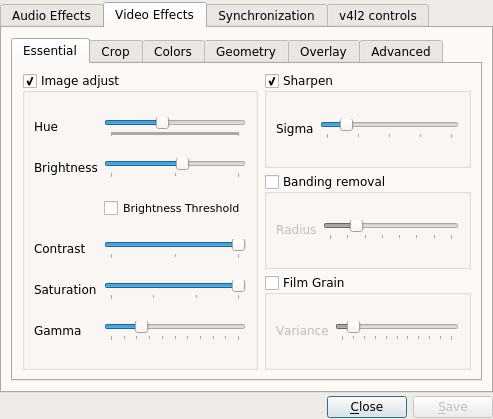 Audio Effects Video Effects Synchronization v4l2 controls
Essential Crop Colors Geometry Overlay Advanced
Image adjust
Hue
Brightness
Brightness Threshold
Contrast
Saturation
Gamma
Sharpen
Sigma
Banding removal
Radius
Film Grain
Variance
Close Save